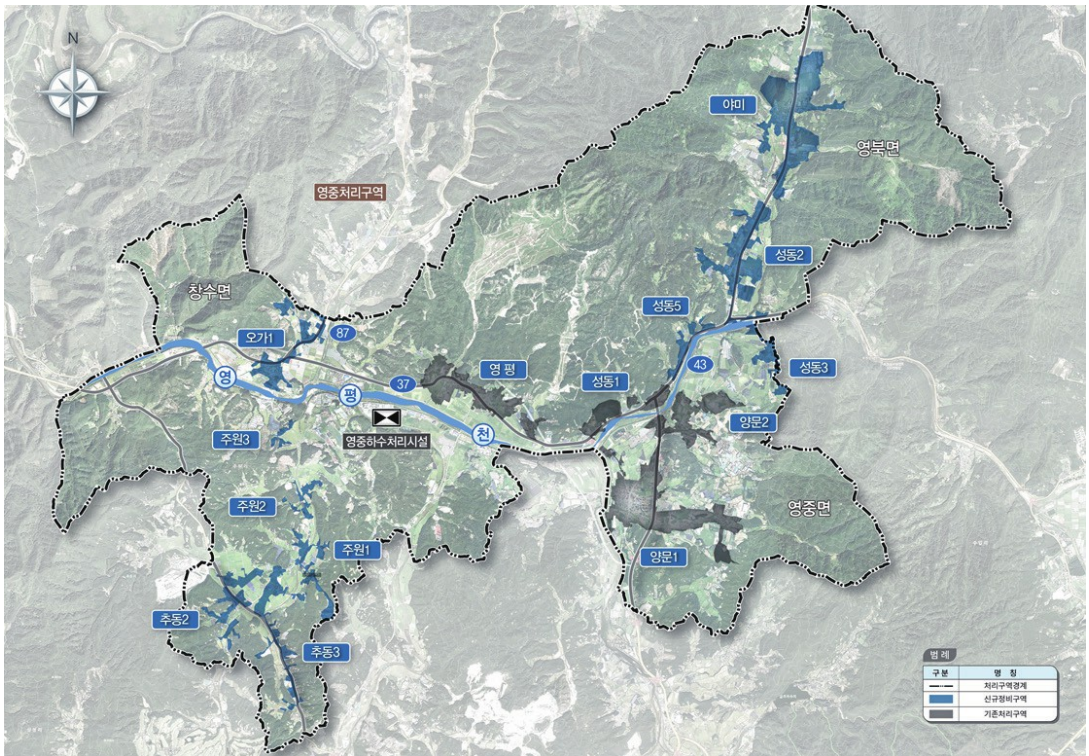 N
야미
영북면
영중처리구역
성동2
창수면
성동5
오가1
87
43
성동3
영 평
37
성동1
영
평
천
양문2
주원3
영중하수처리시설
주원2
영중면
주원1
양문1
추동2
추동3
범 례
구 분 명 칭
처리구역경계
신규정비구역
기존처리구역